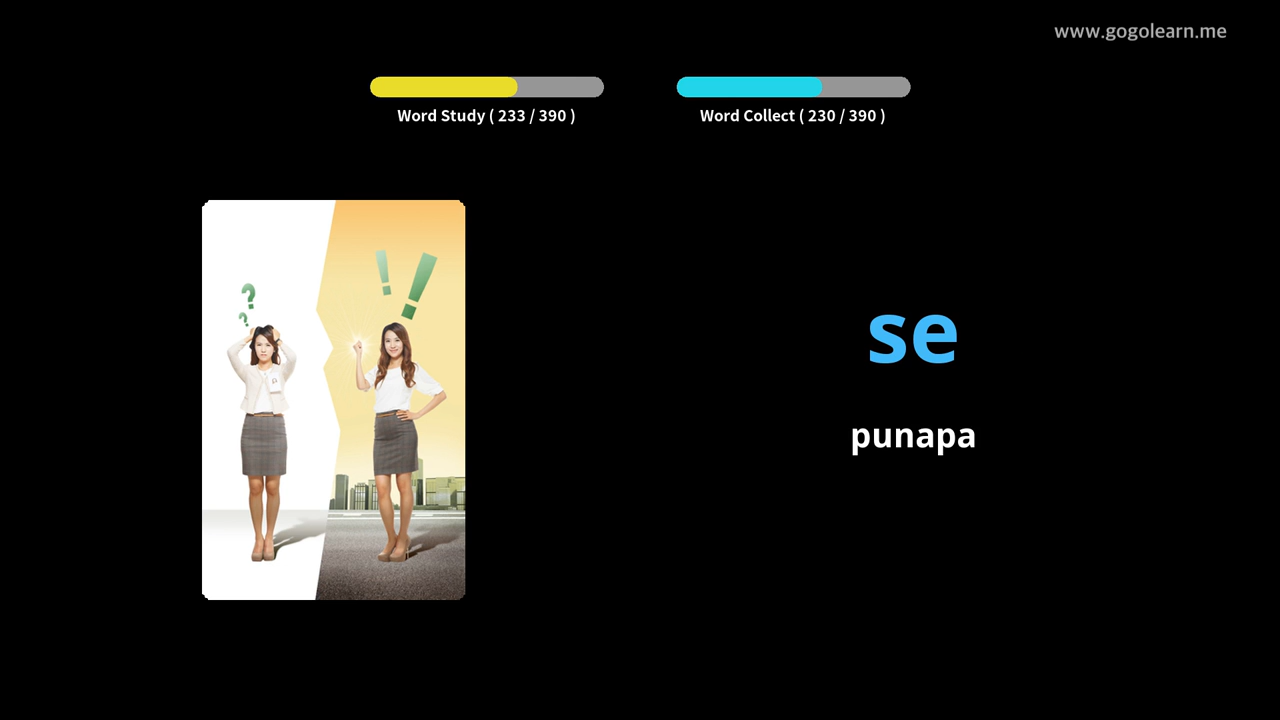 www.gogolearn.me
Word Study ( 233 / 390 )
Word Collect ( 230 / 390 )
? ?
! !
se
punapa